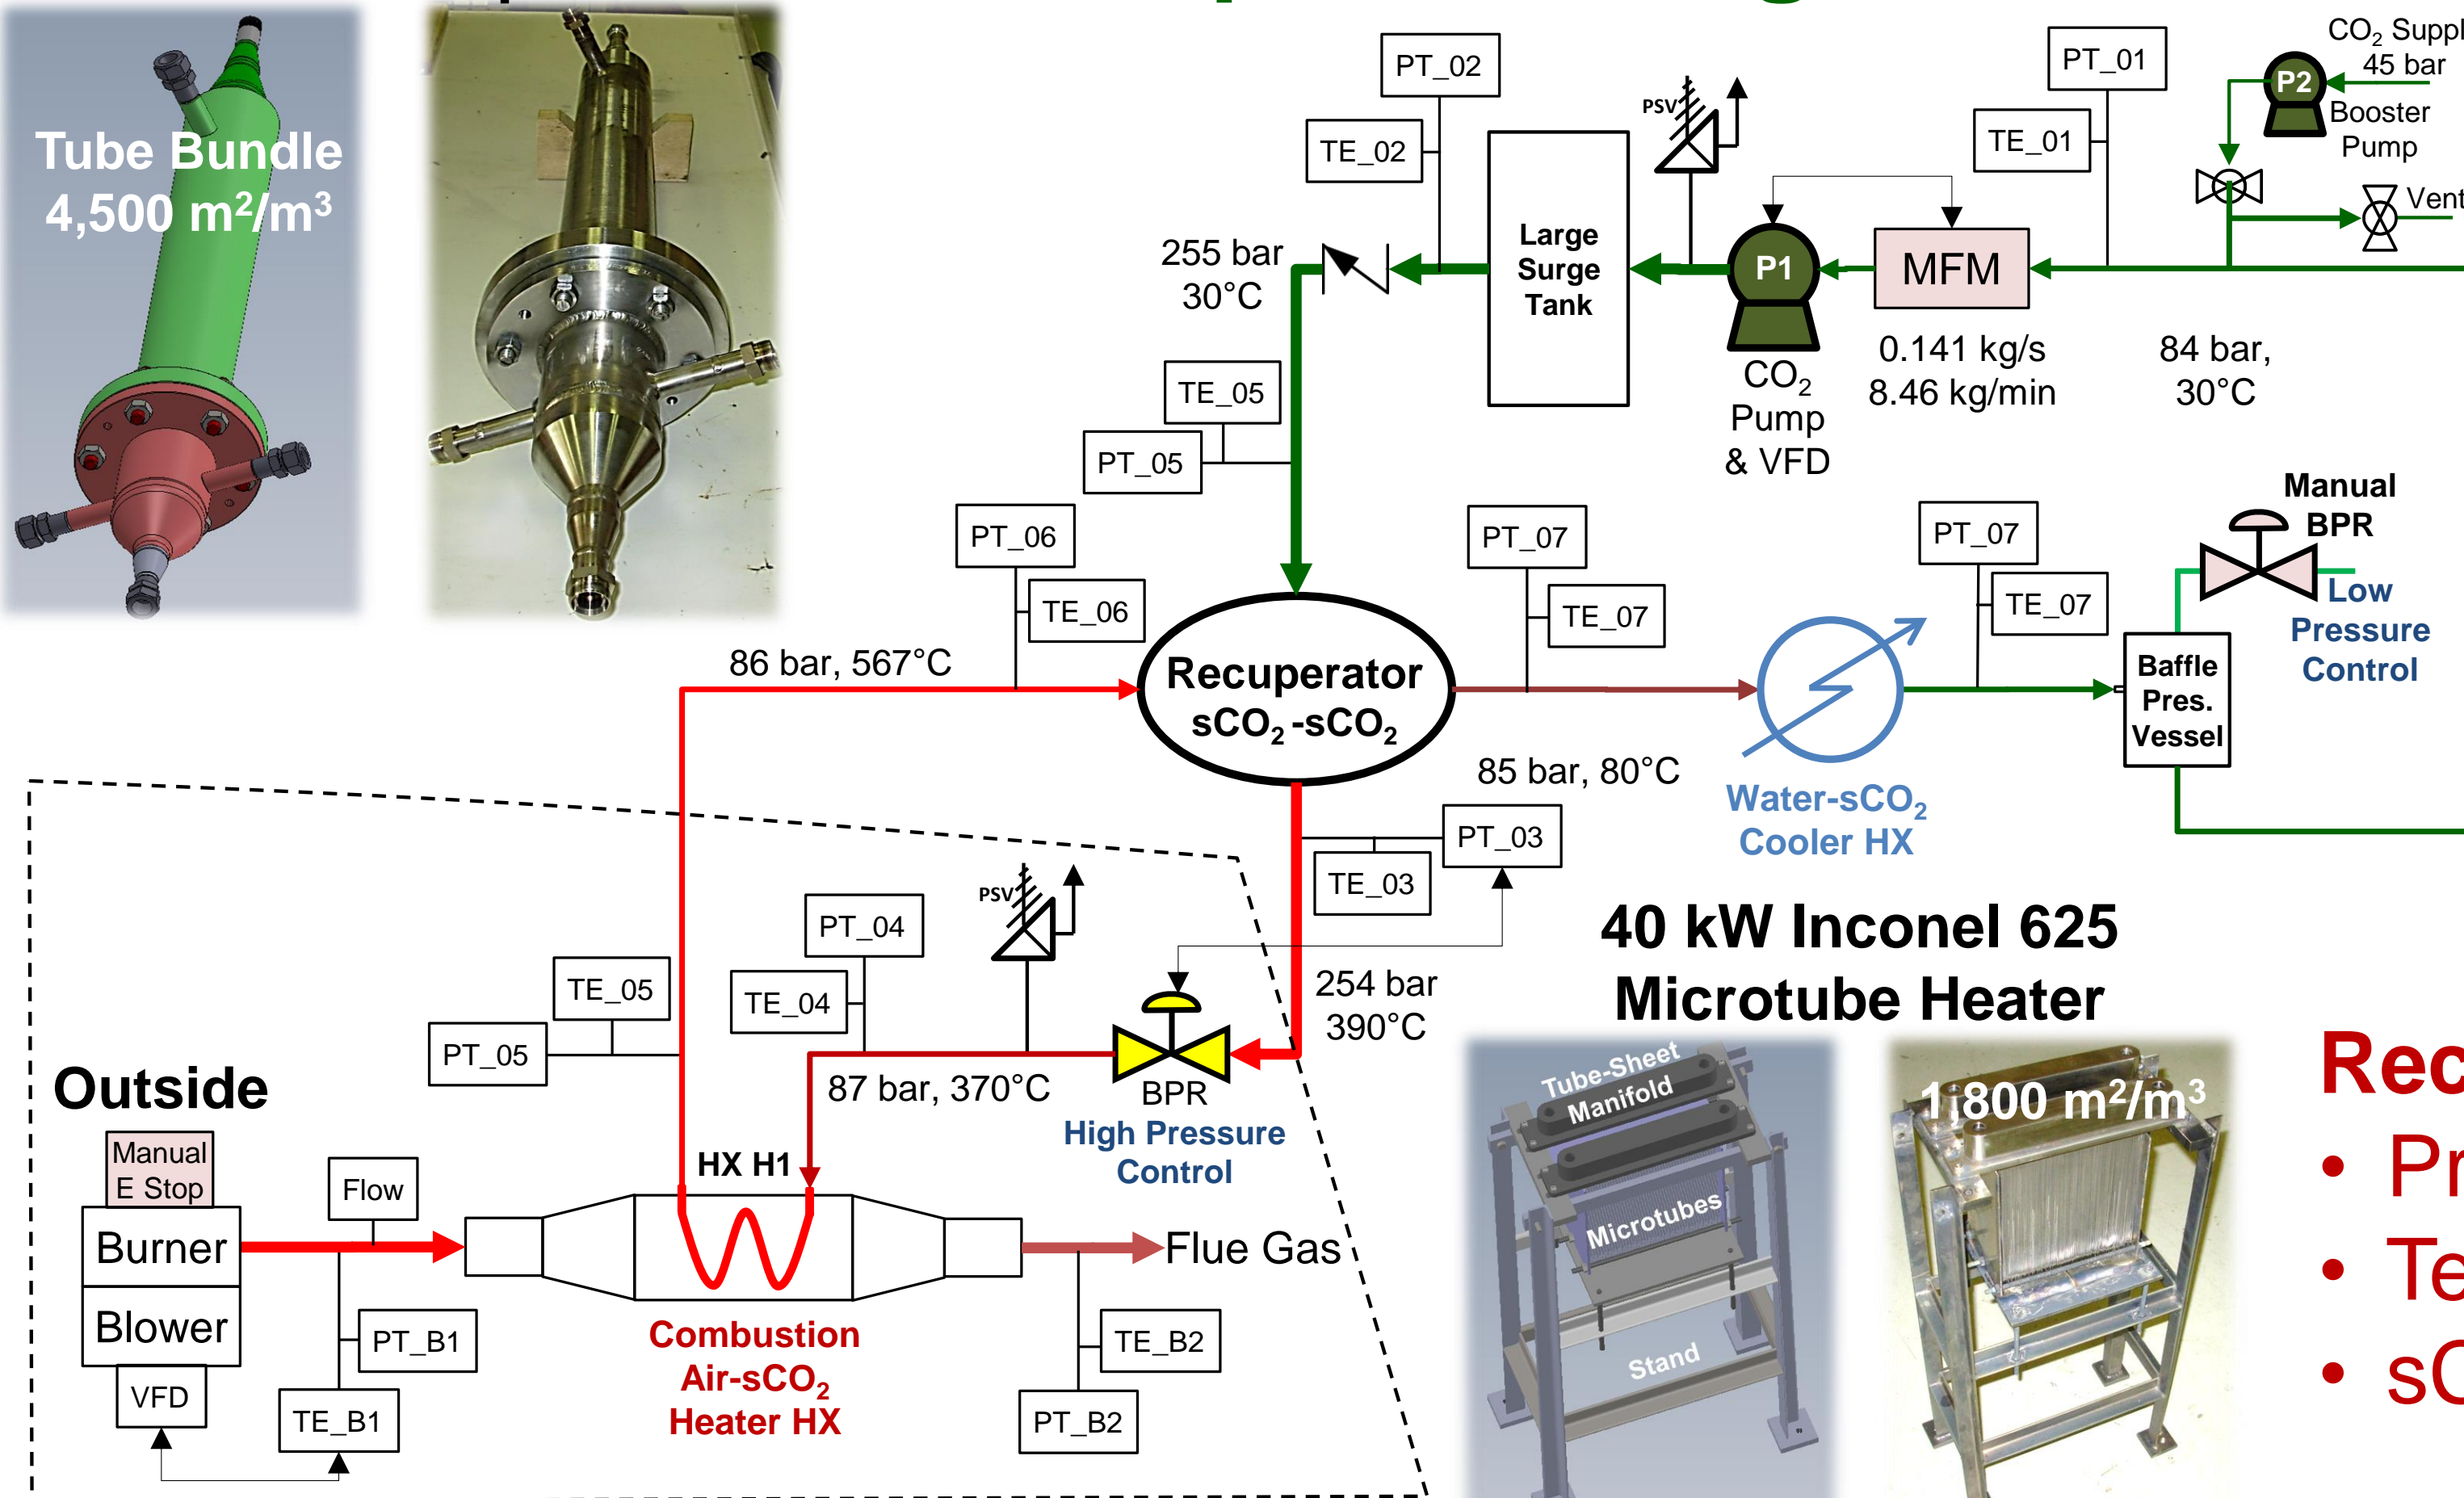 Tube Bundle
4,500 m²/m³
PT_02
TE_02
PSV
PT_01
TE_01
CO₂
45 bar
P2
Booster
Pump
Vent
255 bar
30°C
Large
Surge
Tank
P1
MFM
CO₂
Pump
& VFD
0.141 kg/s
8.46 kg/min
84 bar,
30°C
TE_05
PT_05
PT_06
TE_06
86 bar, 567°C
Recuperator
sCO₂ -sCO₂
PT_07
TE_07
PT_07
TE_07
Manual
BPR
Low
Pressure
Control
Baffle
Pres.
Vessel
85 bar, 80°C
Water-sCO₂
Cooler HX
PT_03
TE_03
PSV
PT_04
TE_04
TE_05
PT_05
254 bar
390°C
87 bar, 370°C
BPR
High Pressure
Control
Outside
Manual
E Stop
Burner
Blower
VFD
Flow
PT_B1
TE_B1
HX H1
Combustion
Air-sCO₂
Heater HX
Flue Gas
TE_B2
PT_B2
40 kW Inconel 625
Microtube Heater
Tube-Sheet
Manifold
Microtubes
Stand
1,800 m²/m³